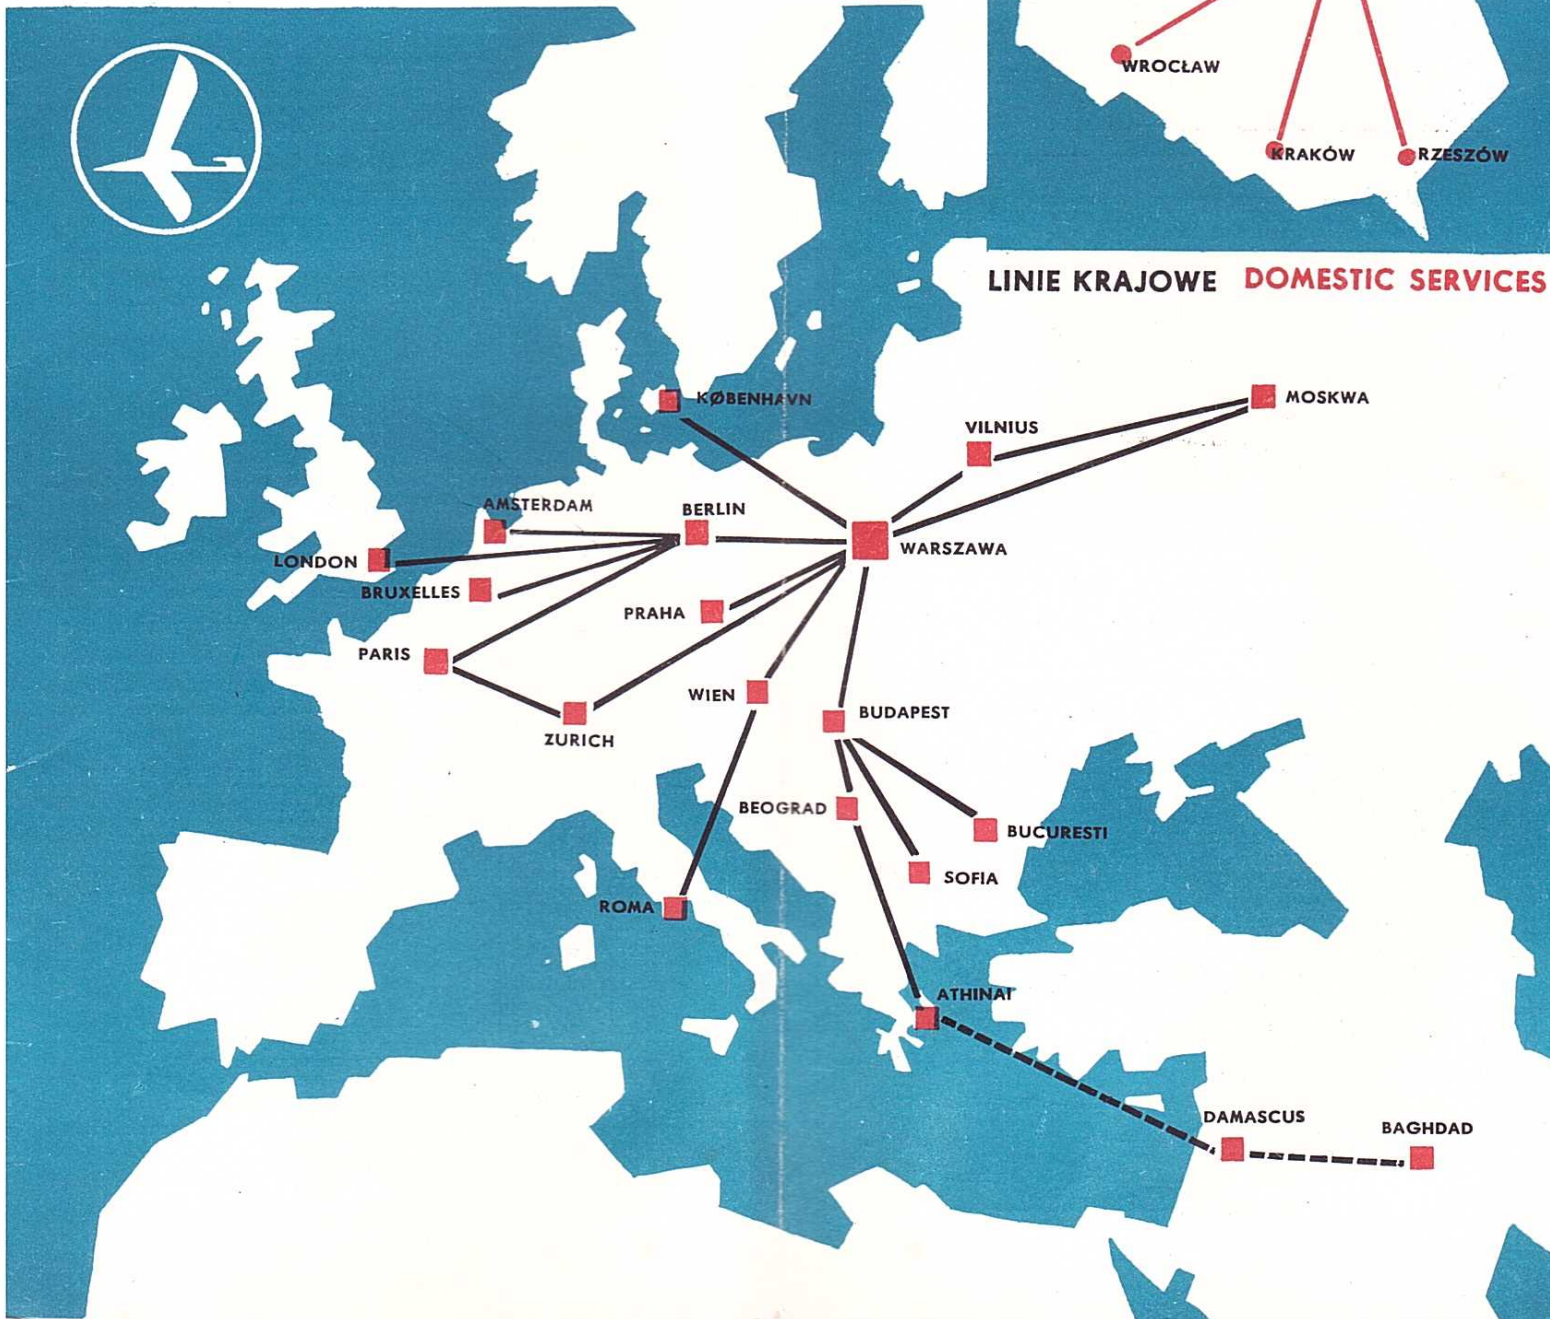 WROCŁAW
KRAKÓW
RZESZÓW
LINIE KRAJOWE DOMESTIC SERVICES
KØBENHAVN
MOSKWA
VILNIUS
AMSTERDAM
BERLIN
WARSZAWA
LONDON
BRUXELLES
PRAHA
PARIS
WIEN
BUDAPEST
ZURICH
BEOGRAD
BUCURESTI
SOFIA
ROMA
ATHINAI
DAMASCUS
BAGHDAD